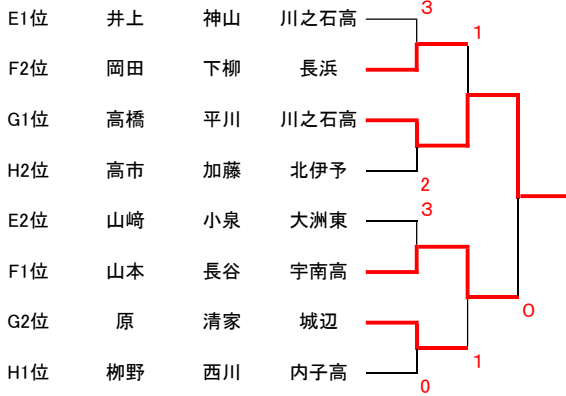 E1位 井上 神山 川之石高 3
1
F2位 岡田 下柳 長浜
G1位 高橋 平川 川之石高
H2位 高市 加藤 北伊予 2
E2位 山﨑 小泉 大洲東 3
F1位 山本 長谷 宇南高
0
G2位 原 清家 城辺
1
H1位 栁野 西川 内子高 0